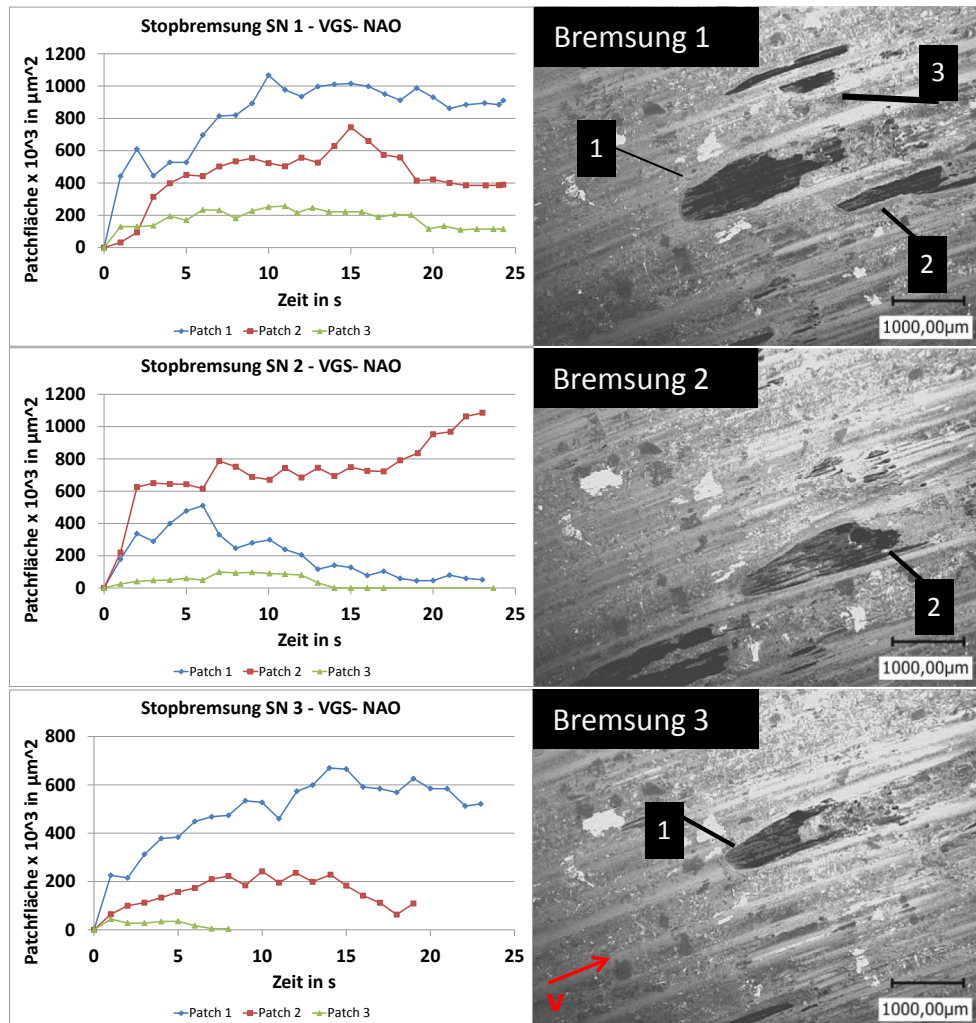 Stopbremsung SN 1 - VGS- NAO
Patchfläche x 10^3 in µm^2
1200
1000
800
600
400
200
0
0 5 10 15 20 25
Zeit in s
Patch 1 Patch 2 Patch 3
Bremsung 1
3
1
2
1000,00µm
Stopbremsung SN 2 - VGS- NAO
Patchfläche x 10^3 in µm^2
1200
1000
800
600
400
200
0
0 5 10 15 20 25
Zeit in s
Patch 1 Patch 2 Patch 3
Bremsung 2
2
1000,00µm
Stopbremsung SN 3 - VGS- NAO
Patchfläche x 10^3 in µm^2
800
600
400
200
0
0 5 10 15 20 25
Zeit in s
Patch 1 Patch 2 Patch 3
Bremsung 3
1
v
1000,00µm